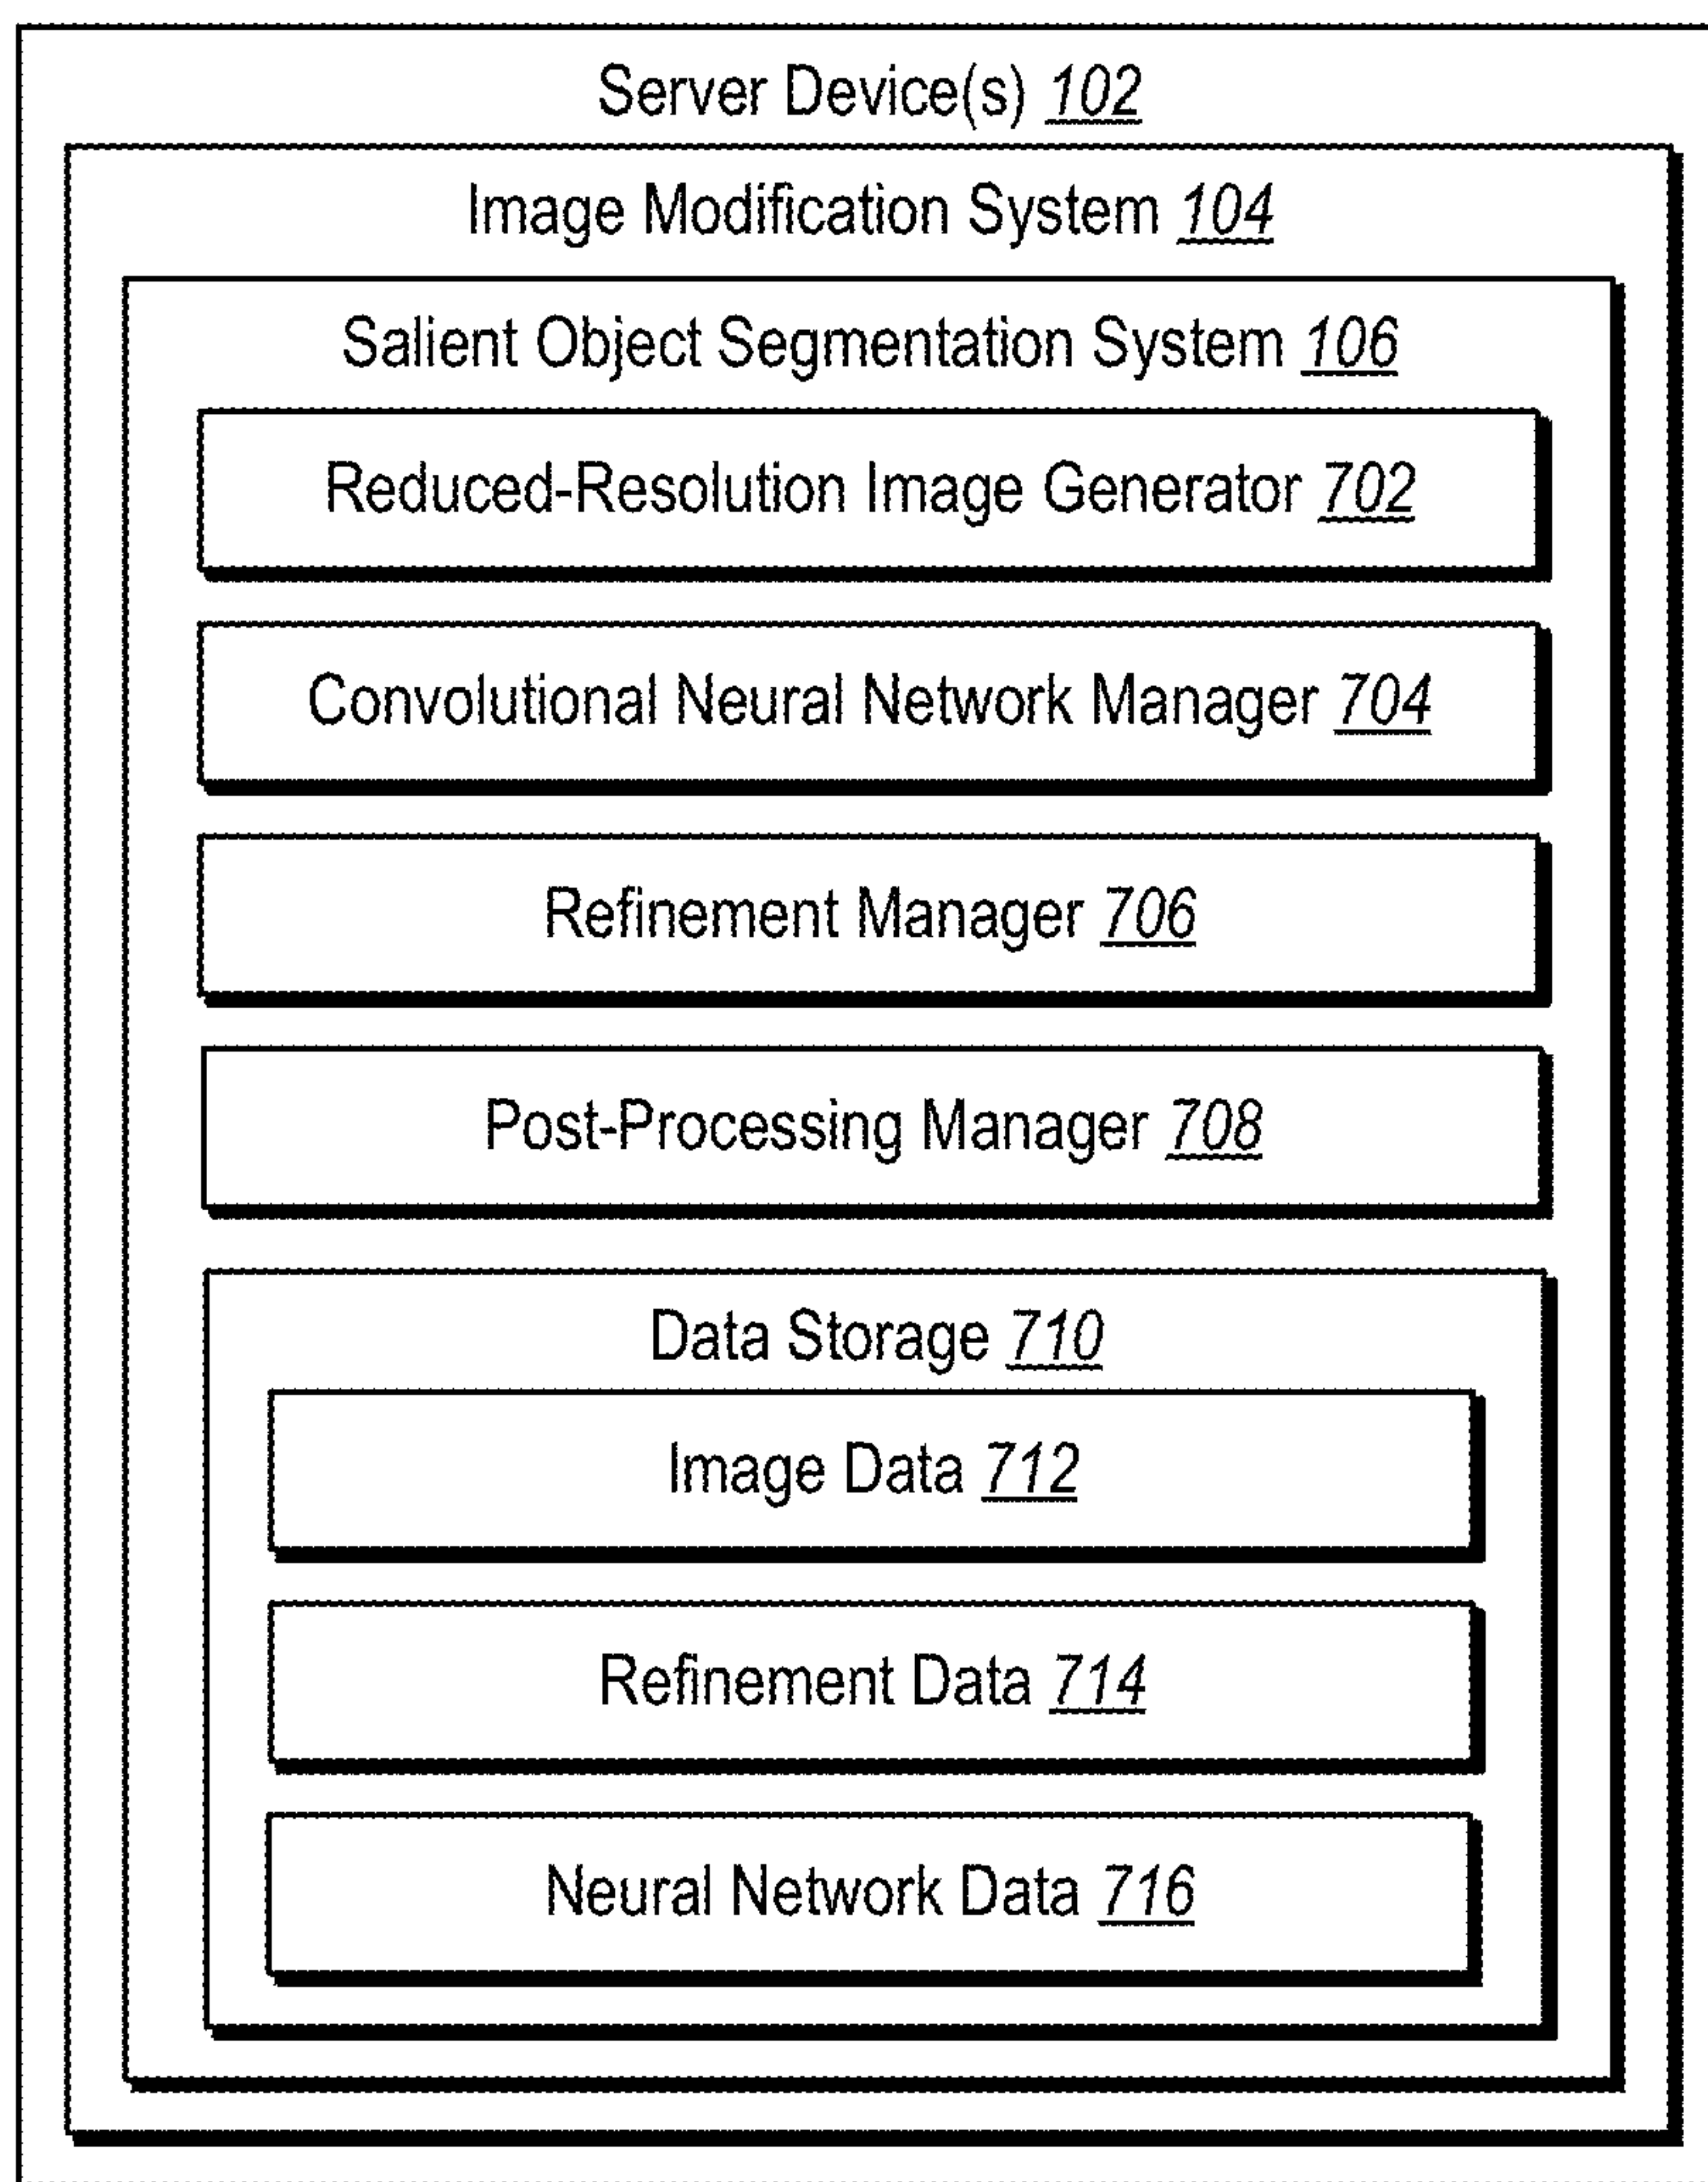 Server Device(s) 102
Image Modification System 104
Salient Object Segmentation System 106
Reduced-Resolution Image Generator 702
Convolutional Neural Network Manager 704
Refinement Manager 706
Post-Processing Manager 708
Data Storage 710
Image Data 712
Refinement Data 714
Neural Network Data 716